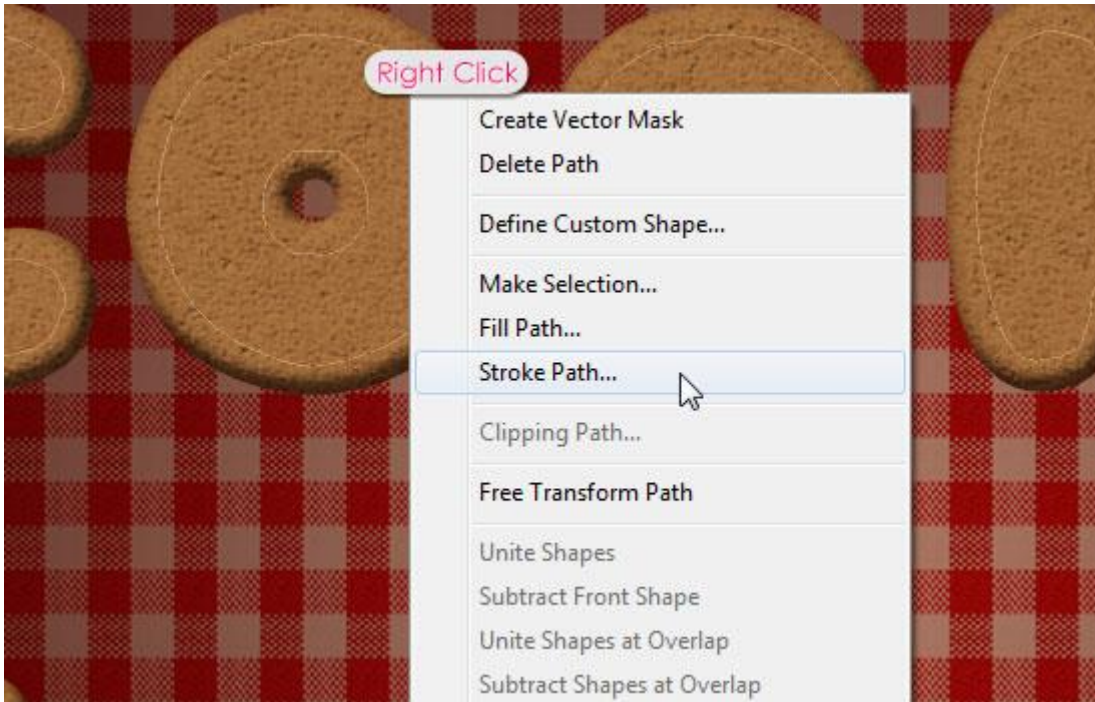 Right Click
Create Vector Mask
Delete Path
Define Custom Shape...
Make Selection...
Fill Path...
Stroke Path...
Clipping Path...
Free Transform Path
Unite Shapes
Subtract Front Shape
Unite Shapes at Overlap
Subtract Shapes at Overlap